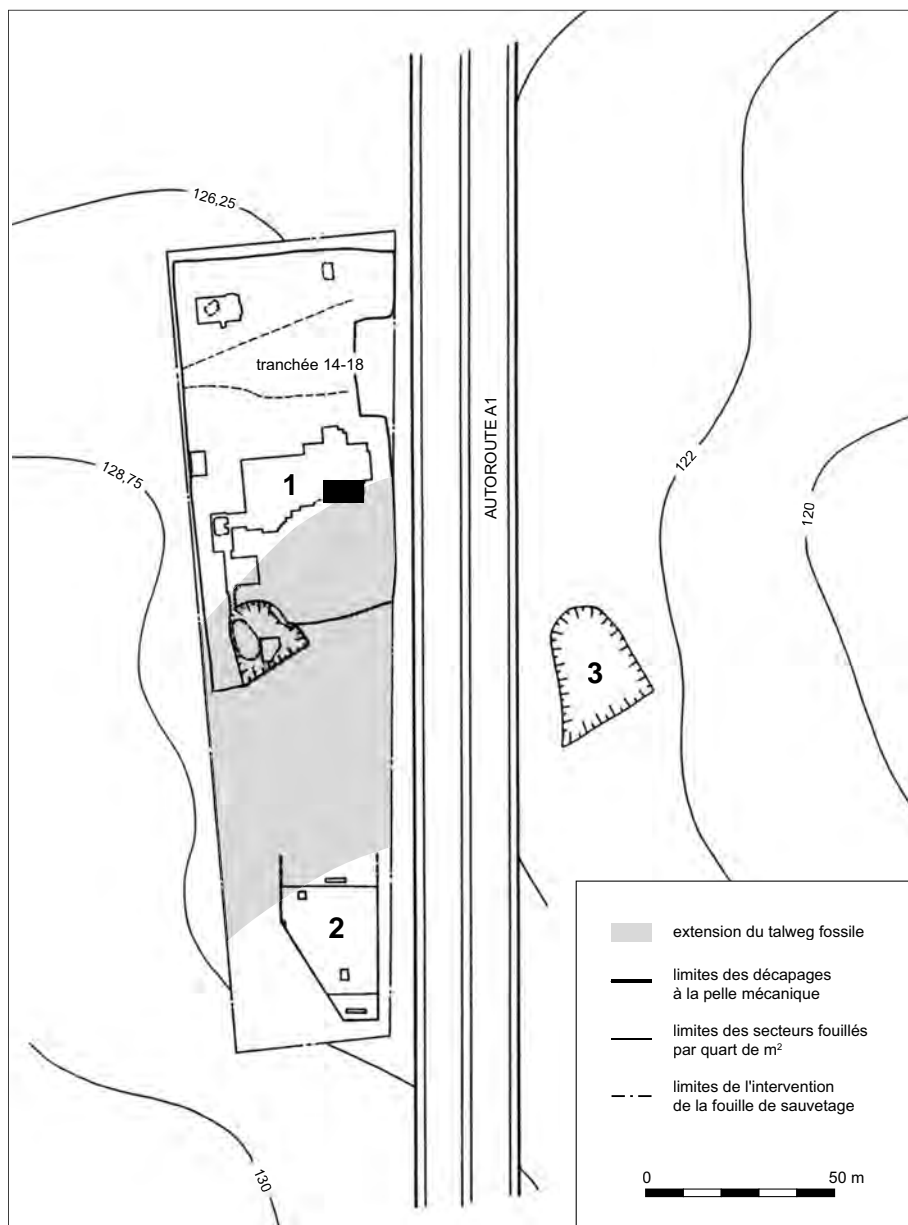 126,25
tranchée 14-18
128,75
1
AUTOROUTE A1
122
120
3
2
130
extension du talweg fossile
limites des décapages
à la pelle mécanique
limites des secteurs fouillés
par quart de m²
limites de l'intervention
de la fouille de sauvetage
0 50 m